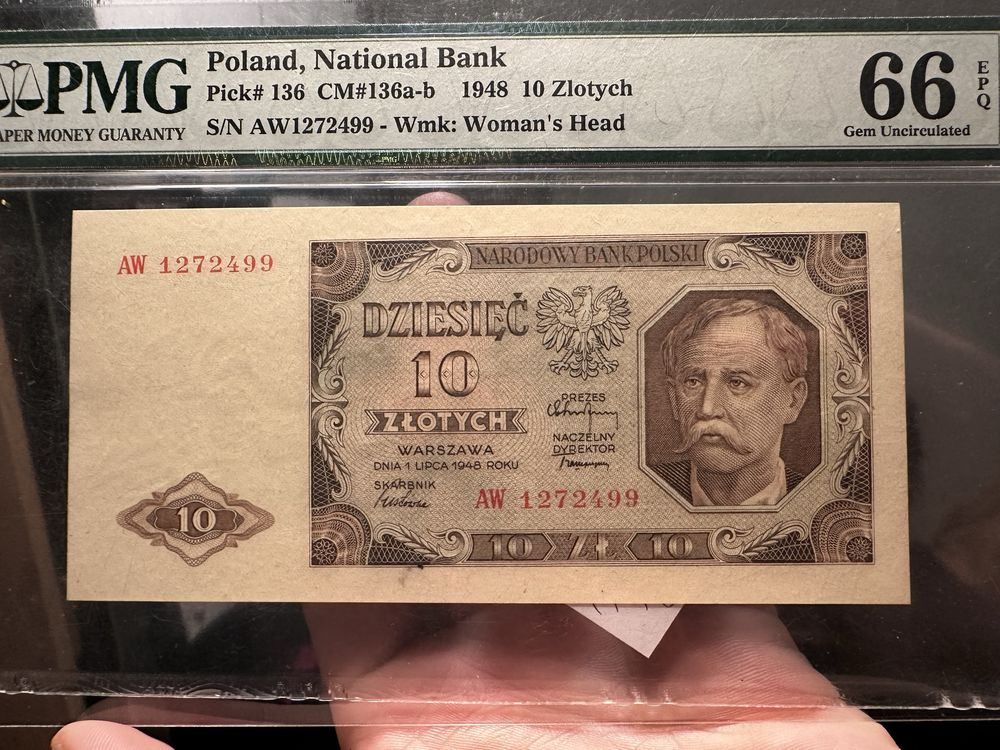 PMG
PAPER MONEY GUARANTY
Poland, National Bank
Pick# 136 CM#136a-b 1948 10 Zlotych
S/N AW1272499 - Wmk: Woman's Head
66 EPQ
Gem Uncirculated
AW 1272499
NARODOWY BANK POLSKI
DZIESIĘĆ
10
ZŁOTYCH
WARSZAWA
DNIA 1 LIPCA 1948 ROKU
SKARBNIK
PREZES
NACZELNY
DYREKTOR
AW 1272499
10
10 ZŁ 10